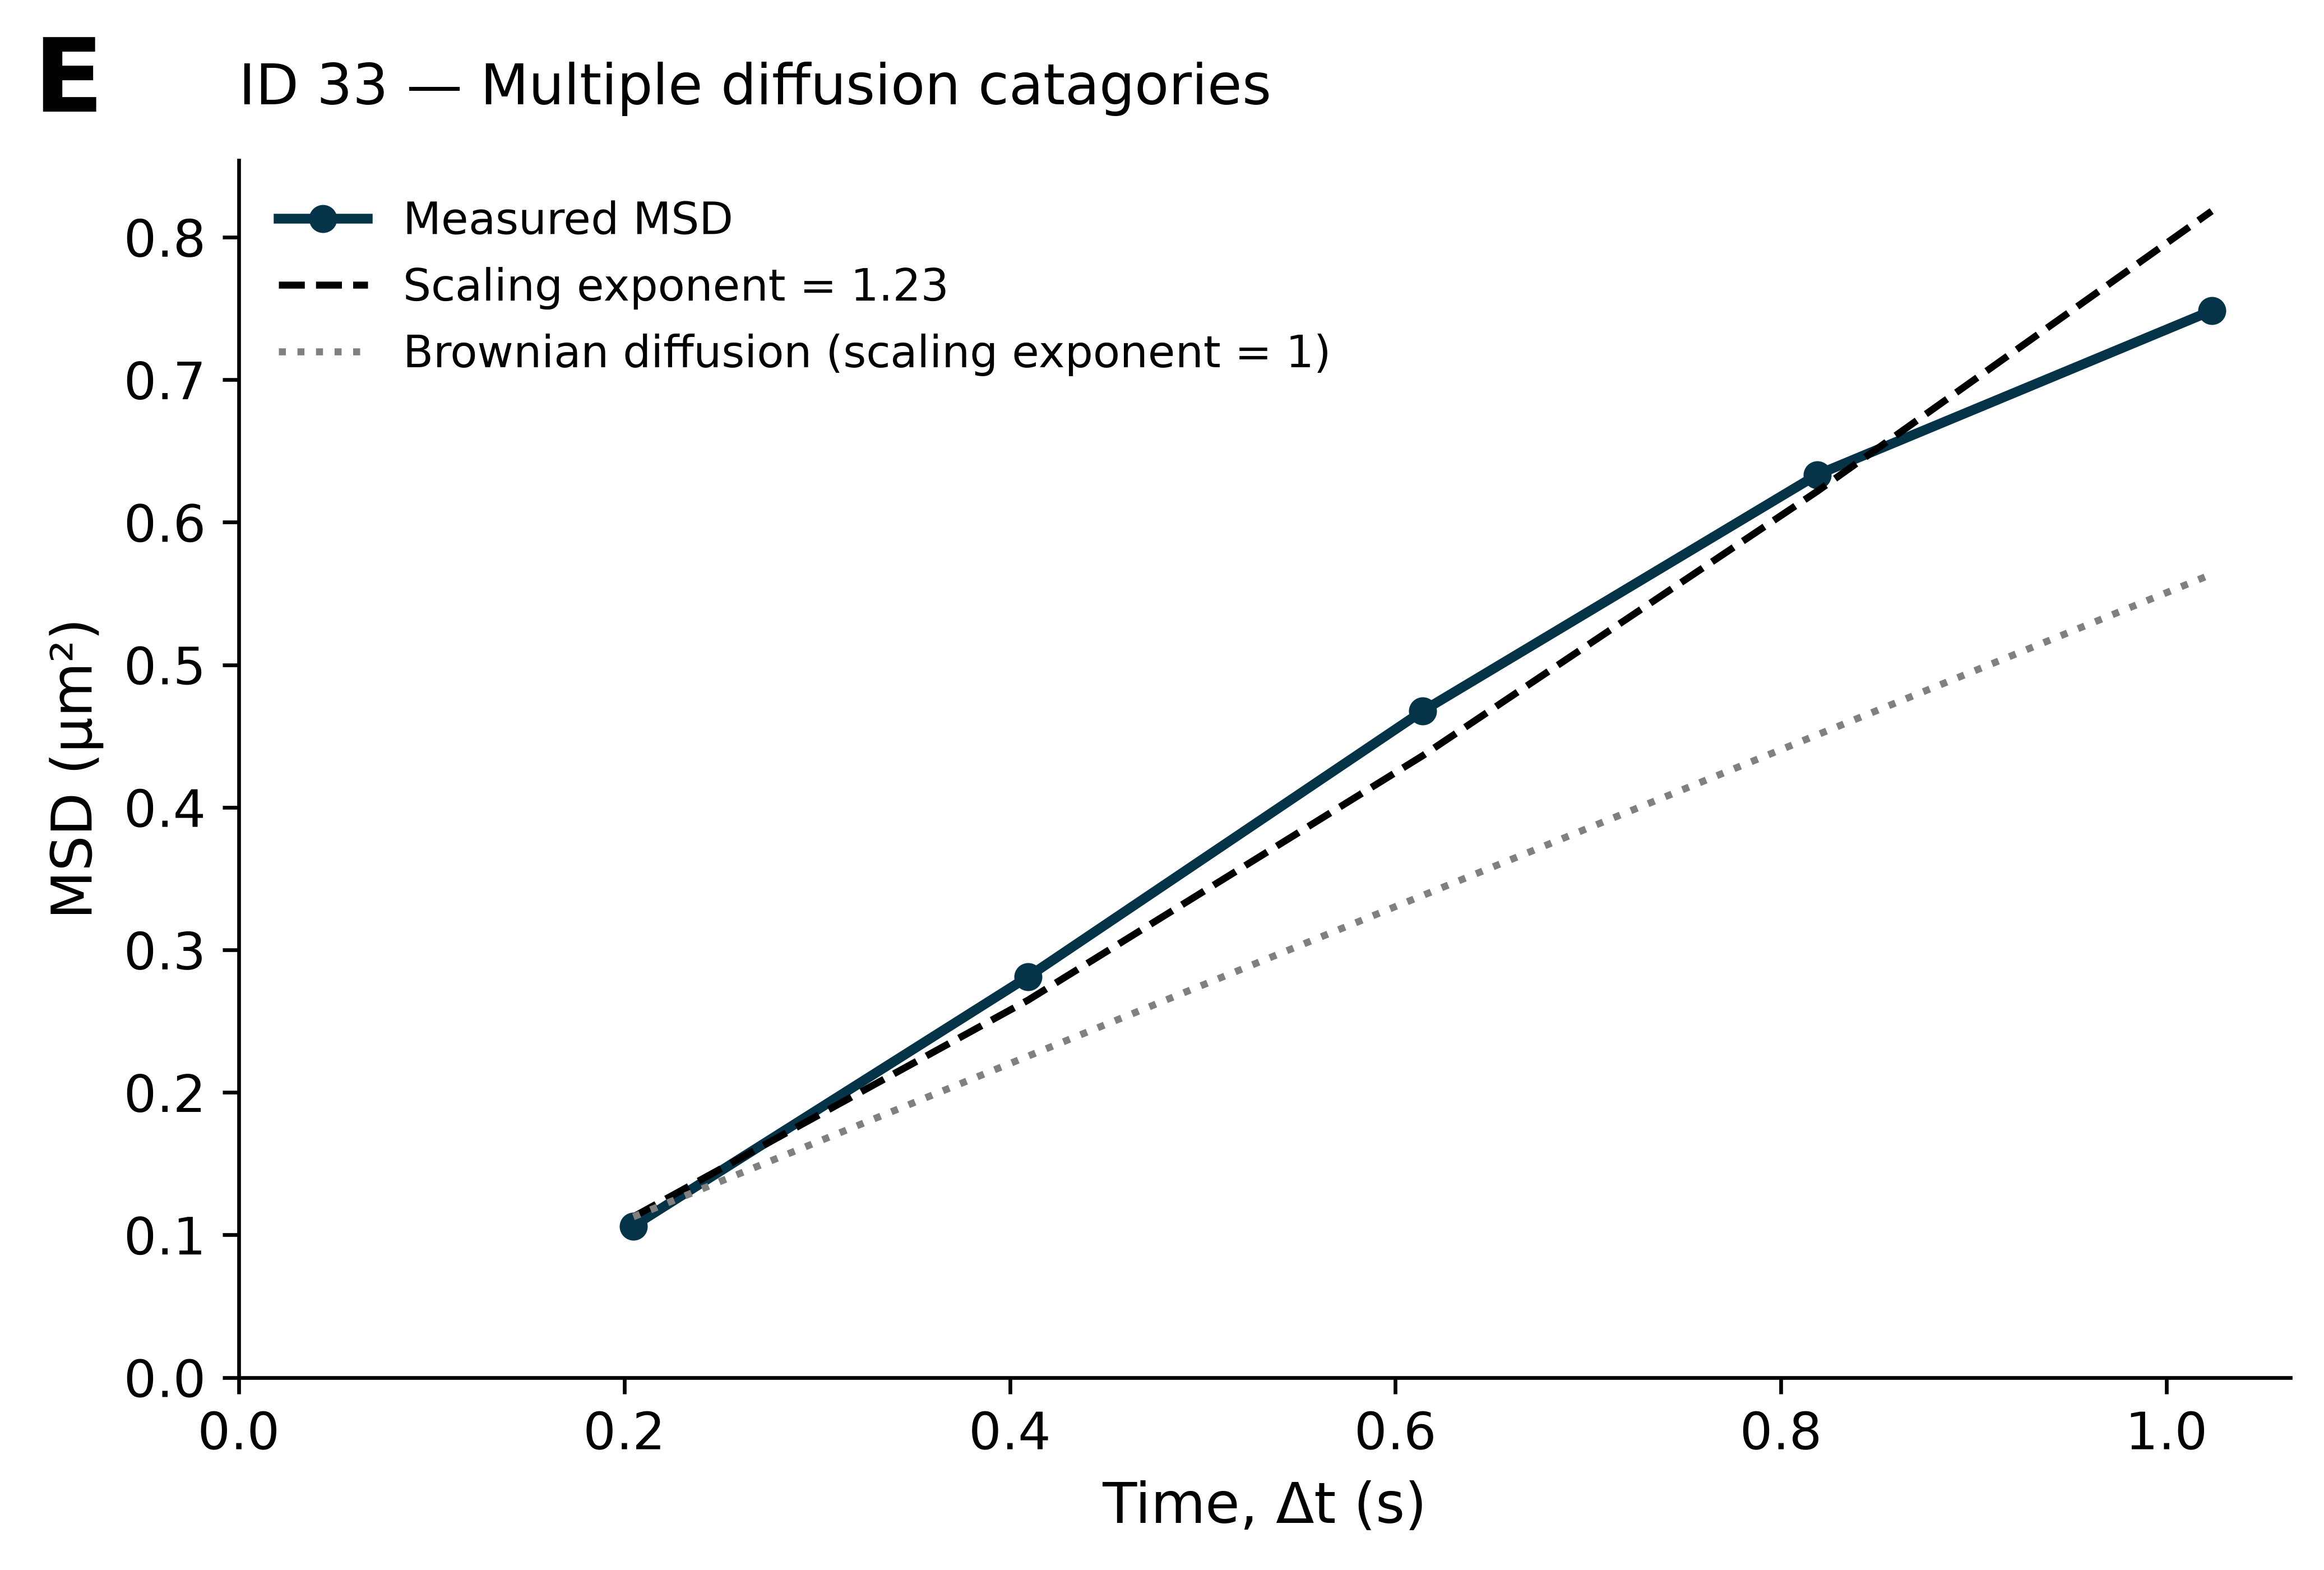 E
ID 33 — Multiple diffusion catagories
Measured MSD
Scaling exponent = 1.23
Brownian diffusion (scaling exponent = 1)
MSD (µm²)
0.8
0.7
0.6
0.5
0.4
0.3
0.2
0.1
0.0
0.0 0.2 0.4 0.6 0.8 1.0
Time, Δt (s)